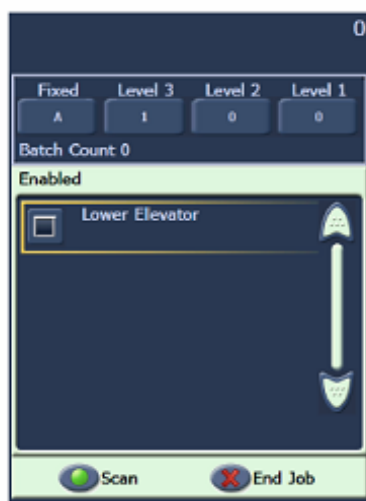 0
Fixed Level 3 Level 2 Level 1
A 1 0 0
Batch Count 0
Enabled
Lower Elevator
Scan End Job